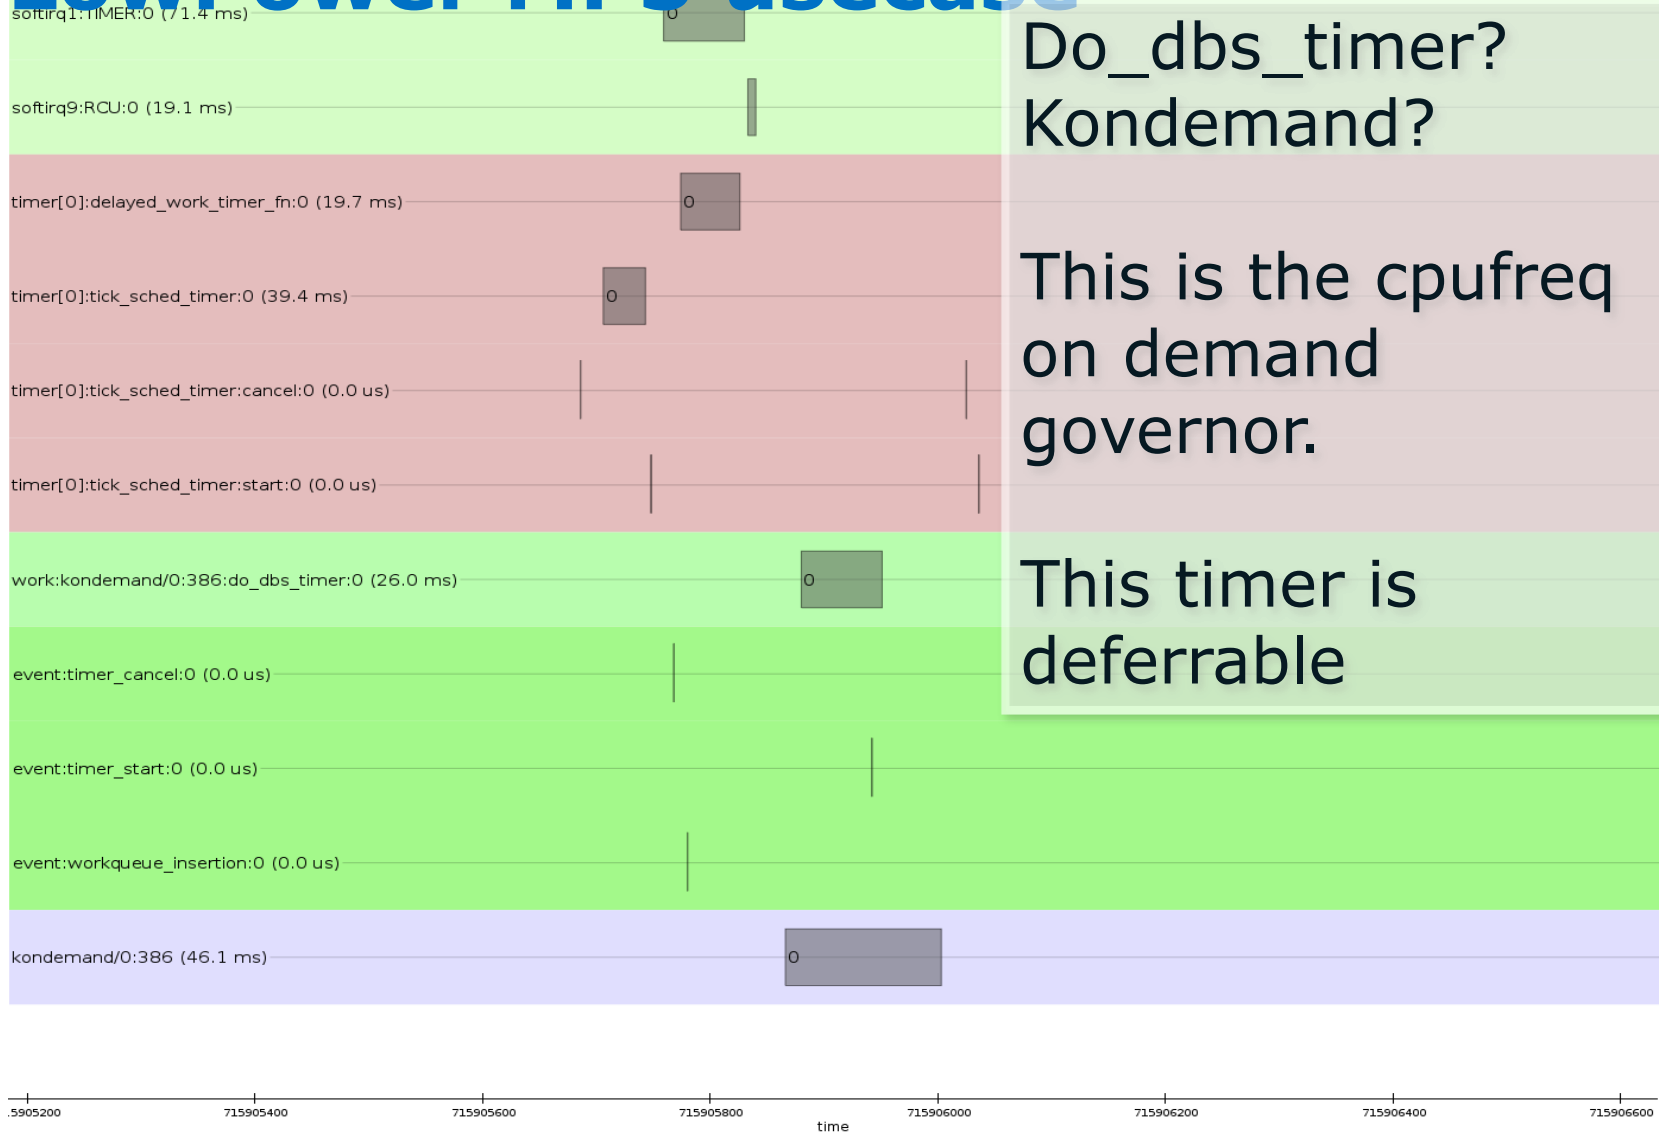 LowPower MP3 usecase
softirq1:TIMER:0 (71.4 ms)
0
softirq9:RCU:0 (19.1 ms)
timer[0]:delayed_work_timer_fn:0 (19.7 ms)
0
timer[0]:tick_sched_timer:0 (39.4 ms)
0
timer[0]:tick_sched_timer:cancel:0 (0.0 us)
timer[0]:tick_sched_timer:start:0 (0.0 us)
work:kondemand/0:386:do_dbs_timer:0 (26.0 ms)
0
event:timer_cancel:0 (0.0 us)
event:timer_start:0 (0.0 us)
event:workqueue_insertion:0 (0.0 us)
kondemand/0:386 (46.1 ms)
0
Do_dbs_timer?
Kondemand?
This is the cpufreq
on demand
governor.
This timer is
deferrable
.5905200 715905400 715905600 715905800 715906000 715906200 715906400 715906600
time